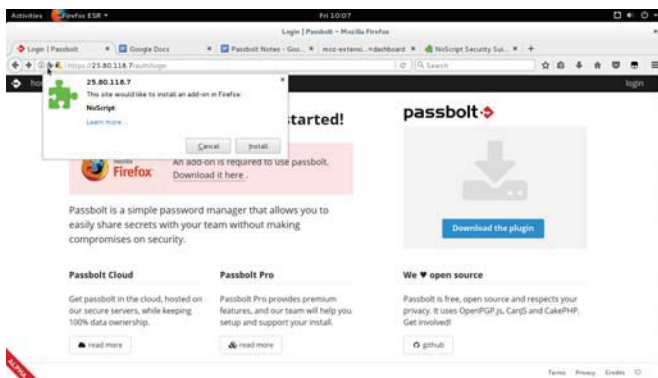 Activities Firefox ESR Fri 10:07
Login | Passbolt - Mozilla Firefox
Login | Passbolt Google Docs Passbolt Notes - Goo... moz-extensi...=dashboard NoScript Security Sui...
https://25.80.118.7/auth/login Search
ho login
25.80.118.7
This site would like to install an add-on in Firefox:
NoScript
Learn more...
Cancel Install
started!
mozilla
Firefox
An add-on is required to use passbolt.
Download it here .
Passbolt is a simple password
manager that allows you to
easily share secrets with your
team without making
compromises on security.
passbolt
Download the plugin
Passbolt Cloud
Get passbolt in the cloud, hosted on
our secure servers, while keeping
100% data ownership.
read more
Passbolt Pro
Passbolt Pro provides premium
features, and our team will help you
setup and support your install.
read more
We ♥ open source
Passbolt is free, open source and respects your
privacy. It uses OpenPGP.js, CanJS and CakePHP.
Get involved!
github
ALPHA
Terms Privacy Credits